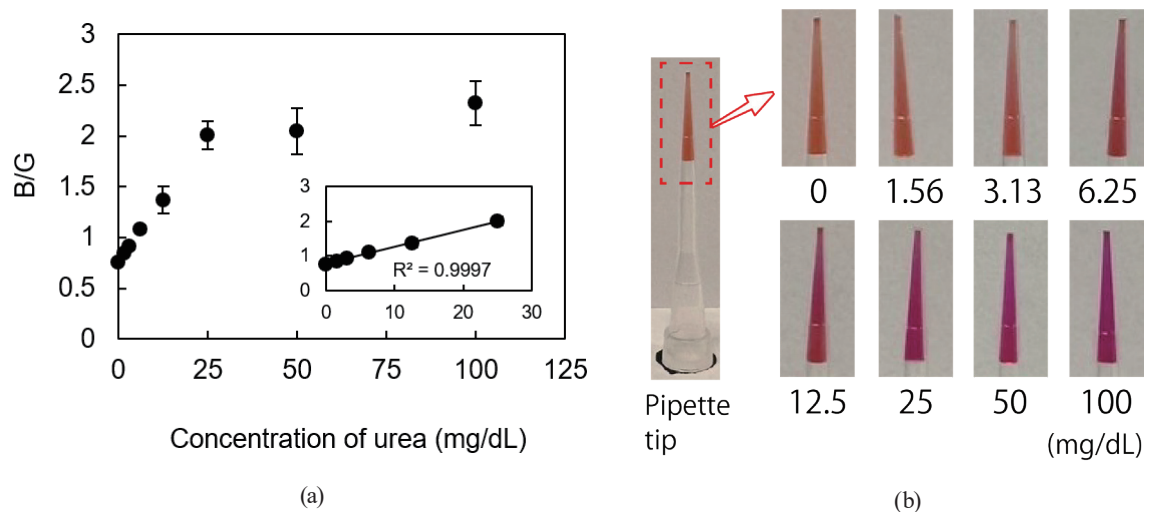 3
2.5
2
1.5
1
0.5
0
B/G
0 25 50 75 100 125
Concentration of urea (mg/dL)
3
2
1
0
R² = 0.9997
0 10 20 30
(a)
Pipette
tip
0 1.56 3.13 6.25
12.5 25 50 100
(mg/dL)
(b)